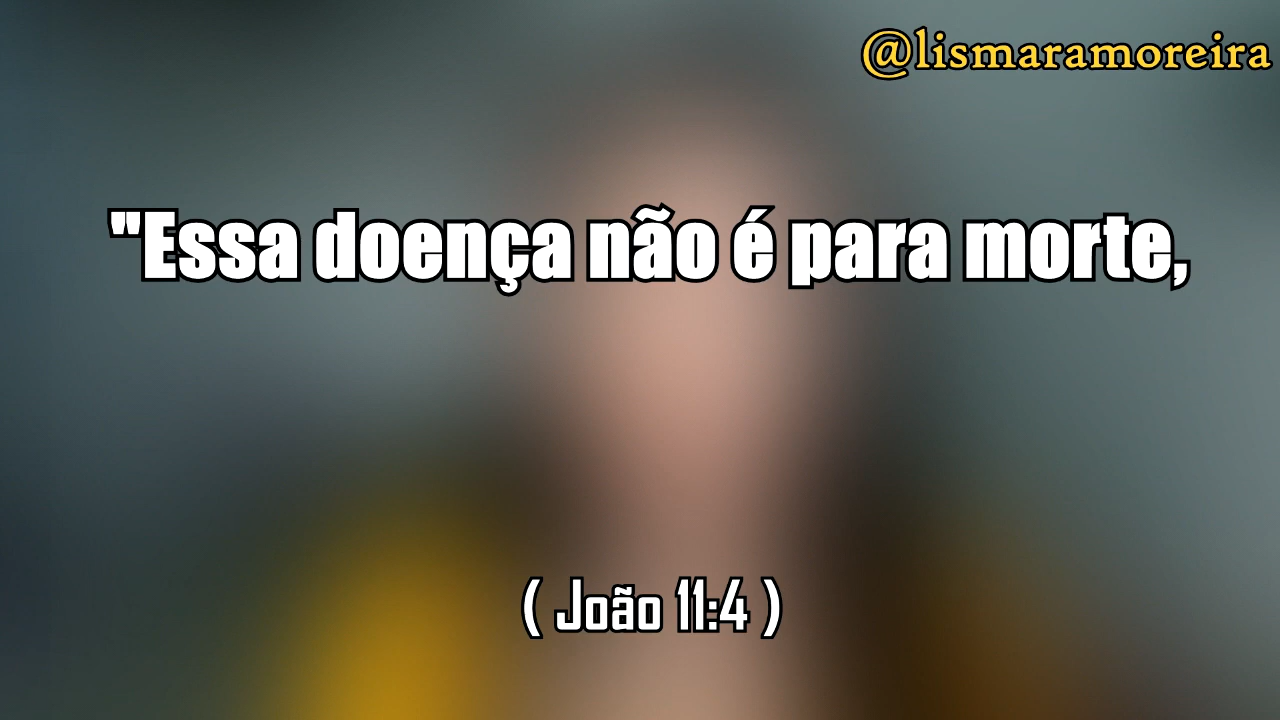 @lismaramoreira
"Essa doença não é para morte,
( João 11:4 )